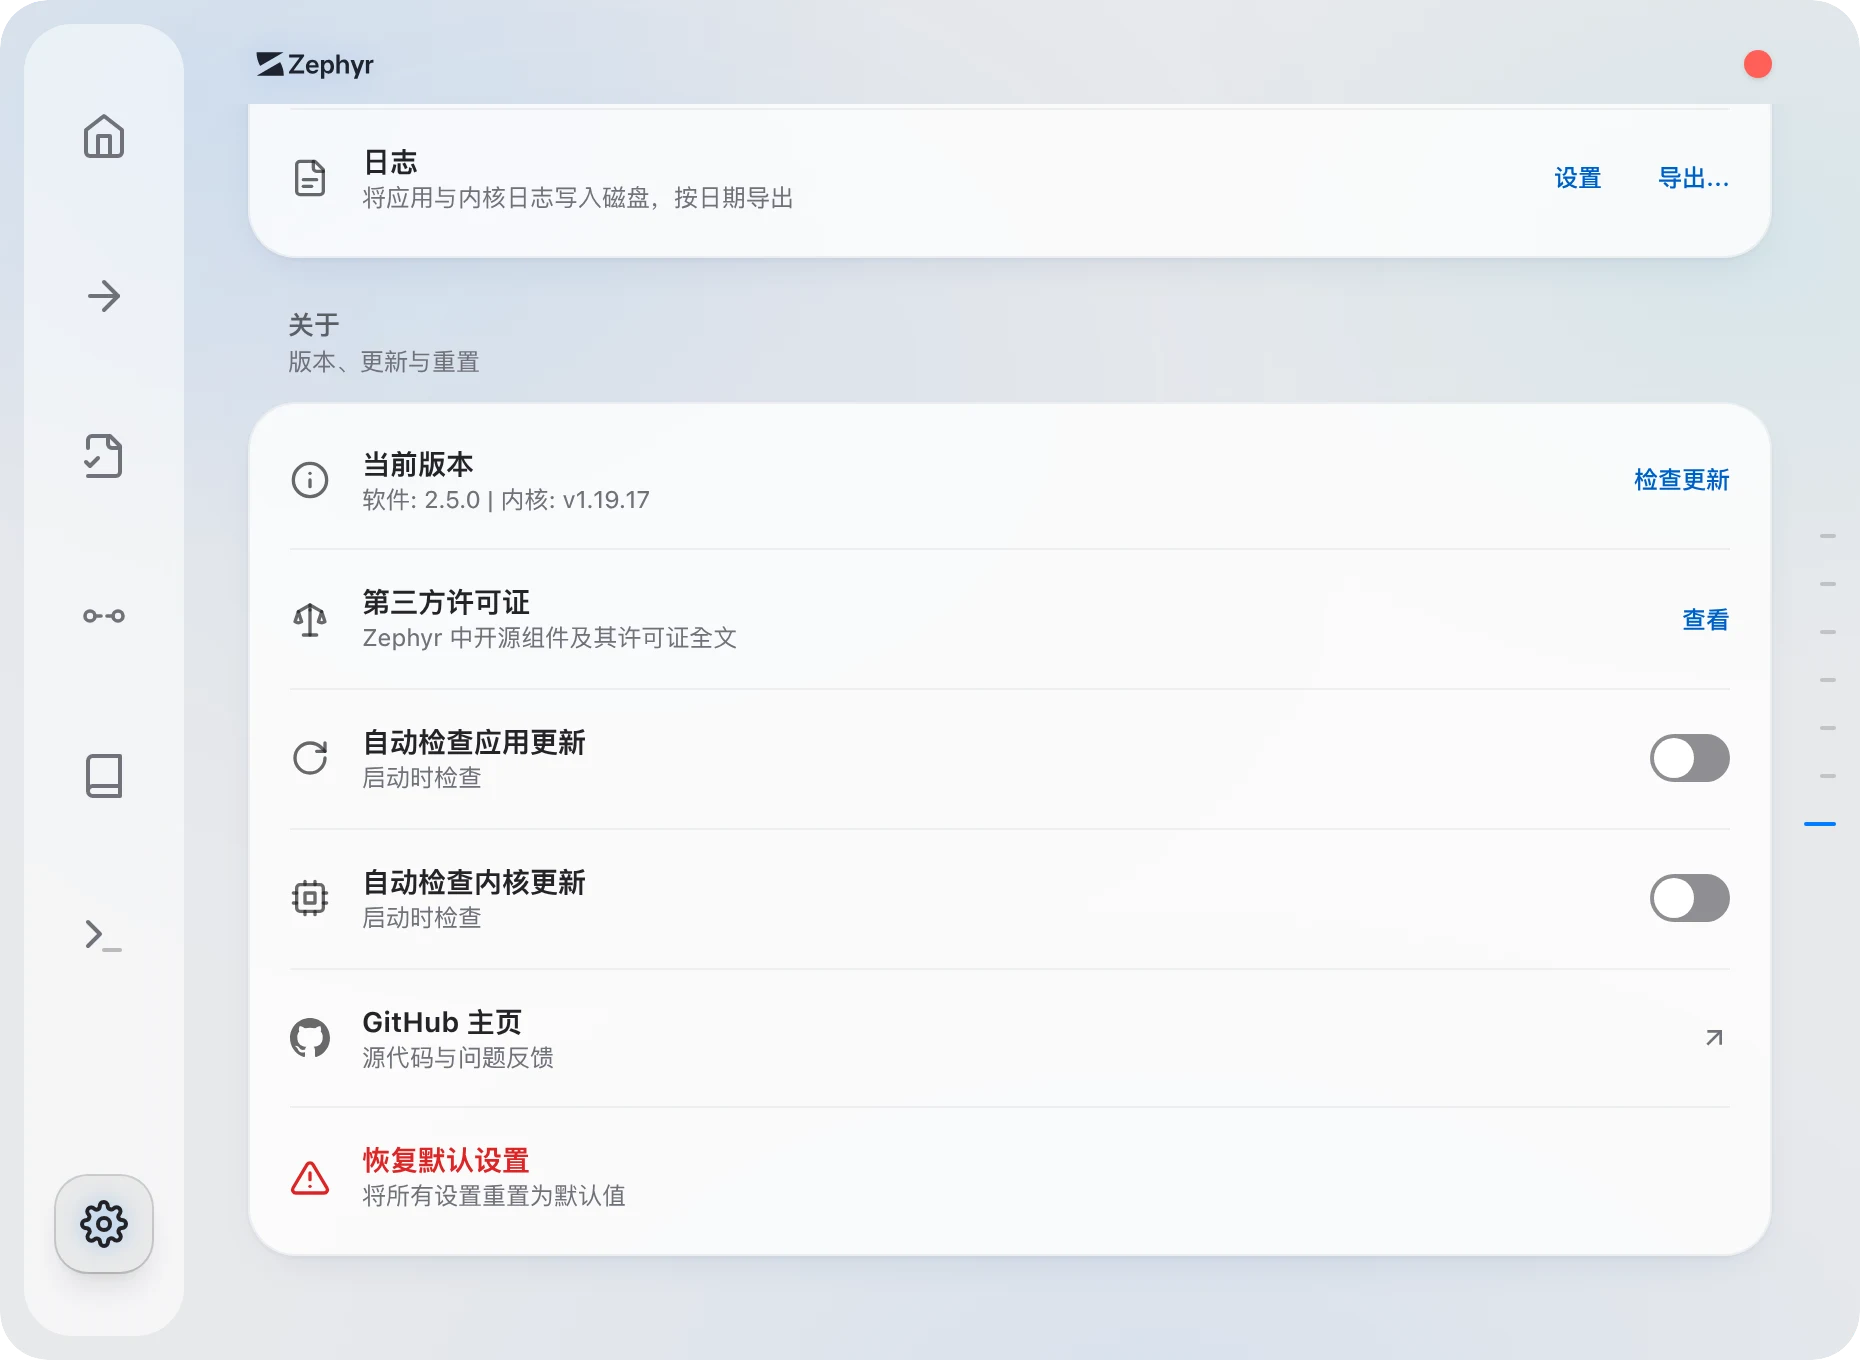 Zephyr
日志
将应用与内核日志写入磁盘，按日期导出
设置
导出...
关于
版本、更新与重置
当前版本
软件: 2.5.0 | 内核: v1.19.17
检查更新
第三方许可证
Zephyr 中开源组件及其许可证全文
查看
自动检查应用更新
启动时检查
自动检查内核更新
启动时检查
GitHub 主页
源代码与问题反馈
恢复默认设置
将所有设置重置为默认值